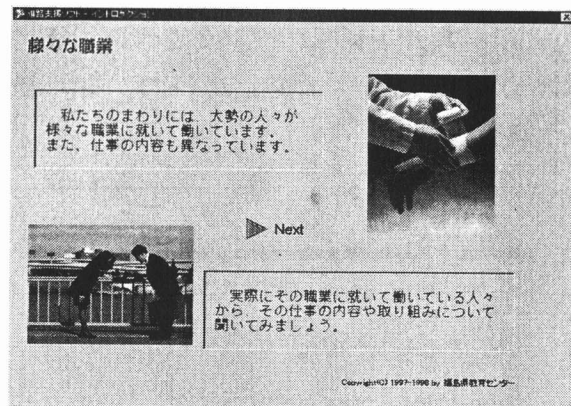 様々な職業
私たちのまわりには、大勢の人々が
様々な職業に就いて働いています。
また、仕事の内容も異なっています。
Next
実際にその職業に就いて働いている人々
から、その仕事の内容や取り組みについて
聞いてみましょう。
Copyright(C) 1997-1998 by 福島県教育センター